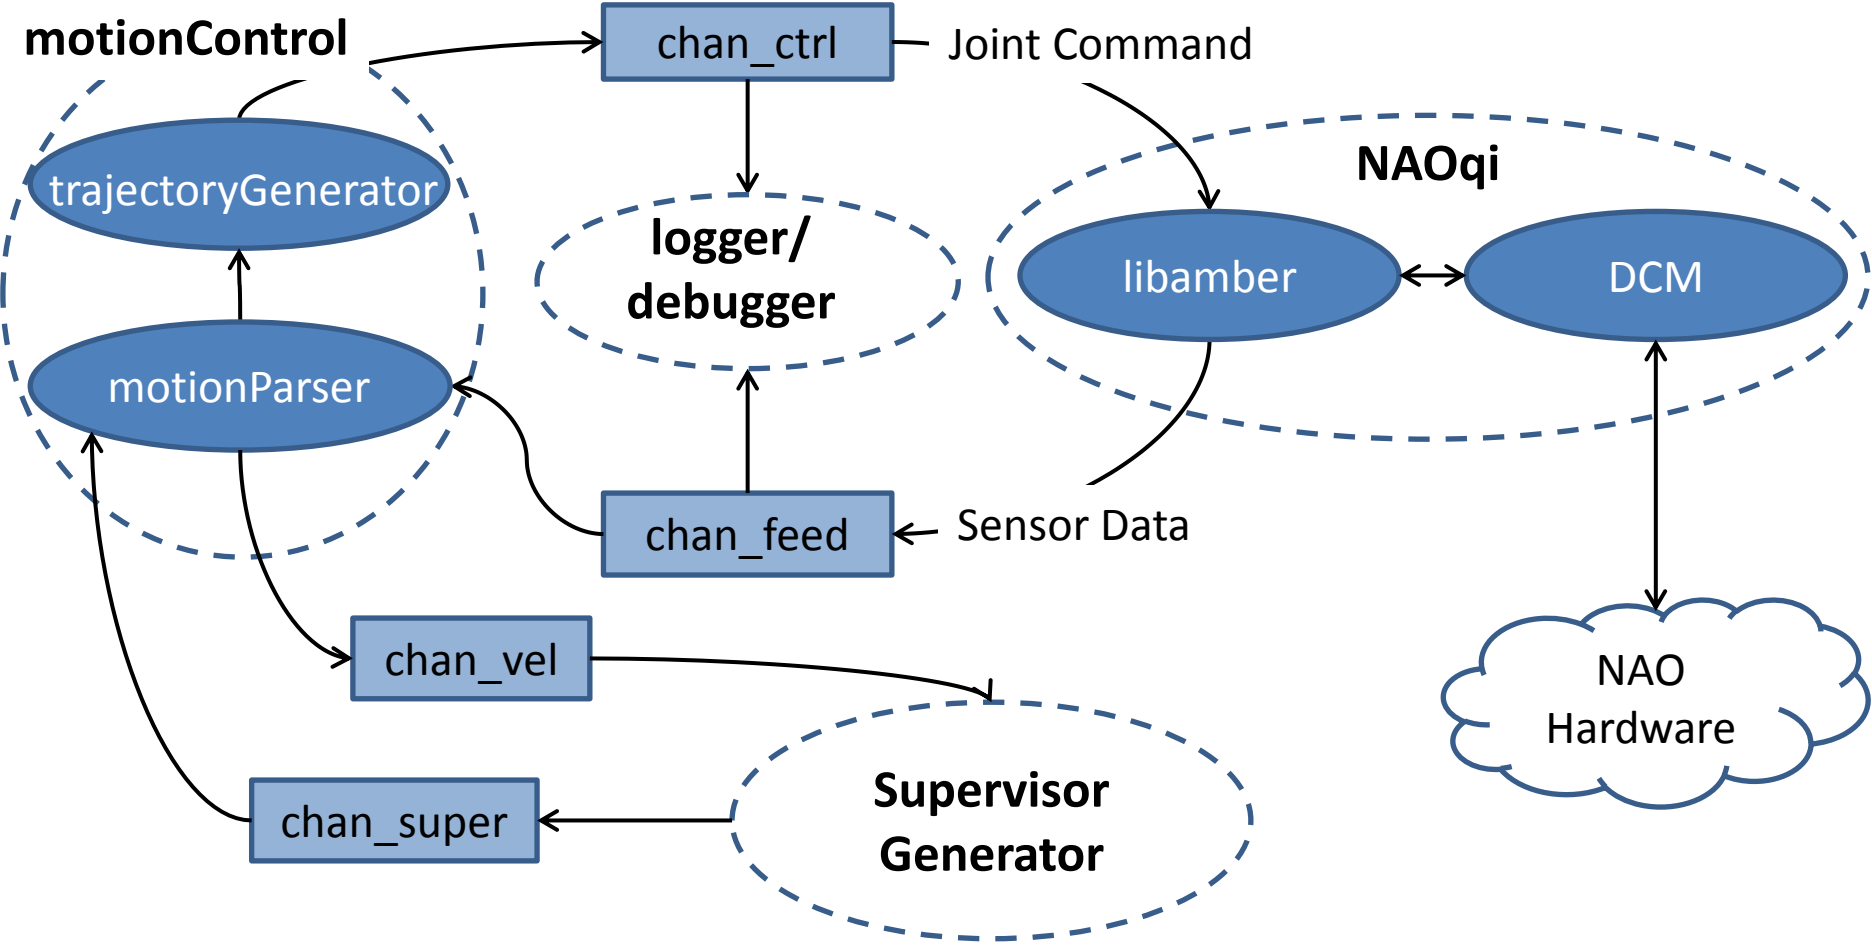 motionControl
chan_ctrl
Joint Command
NAOqi
trajectoryGenerator
logger/
debugger
libamber
DCM
motionParser
chan_feed
Sensor Data
chan_vel
NAO
Hardware
chan_super
Supervisor
Generator